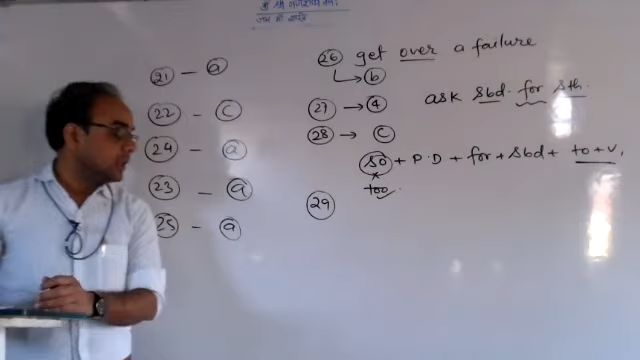 21 - a
22 - c
24 - a
23 - a
25 - a
26 get over a failure
b
27 → a
ask sbd. for sth.
28 → c
so + P.D + for + sbd + to + v.
too.
29